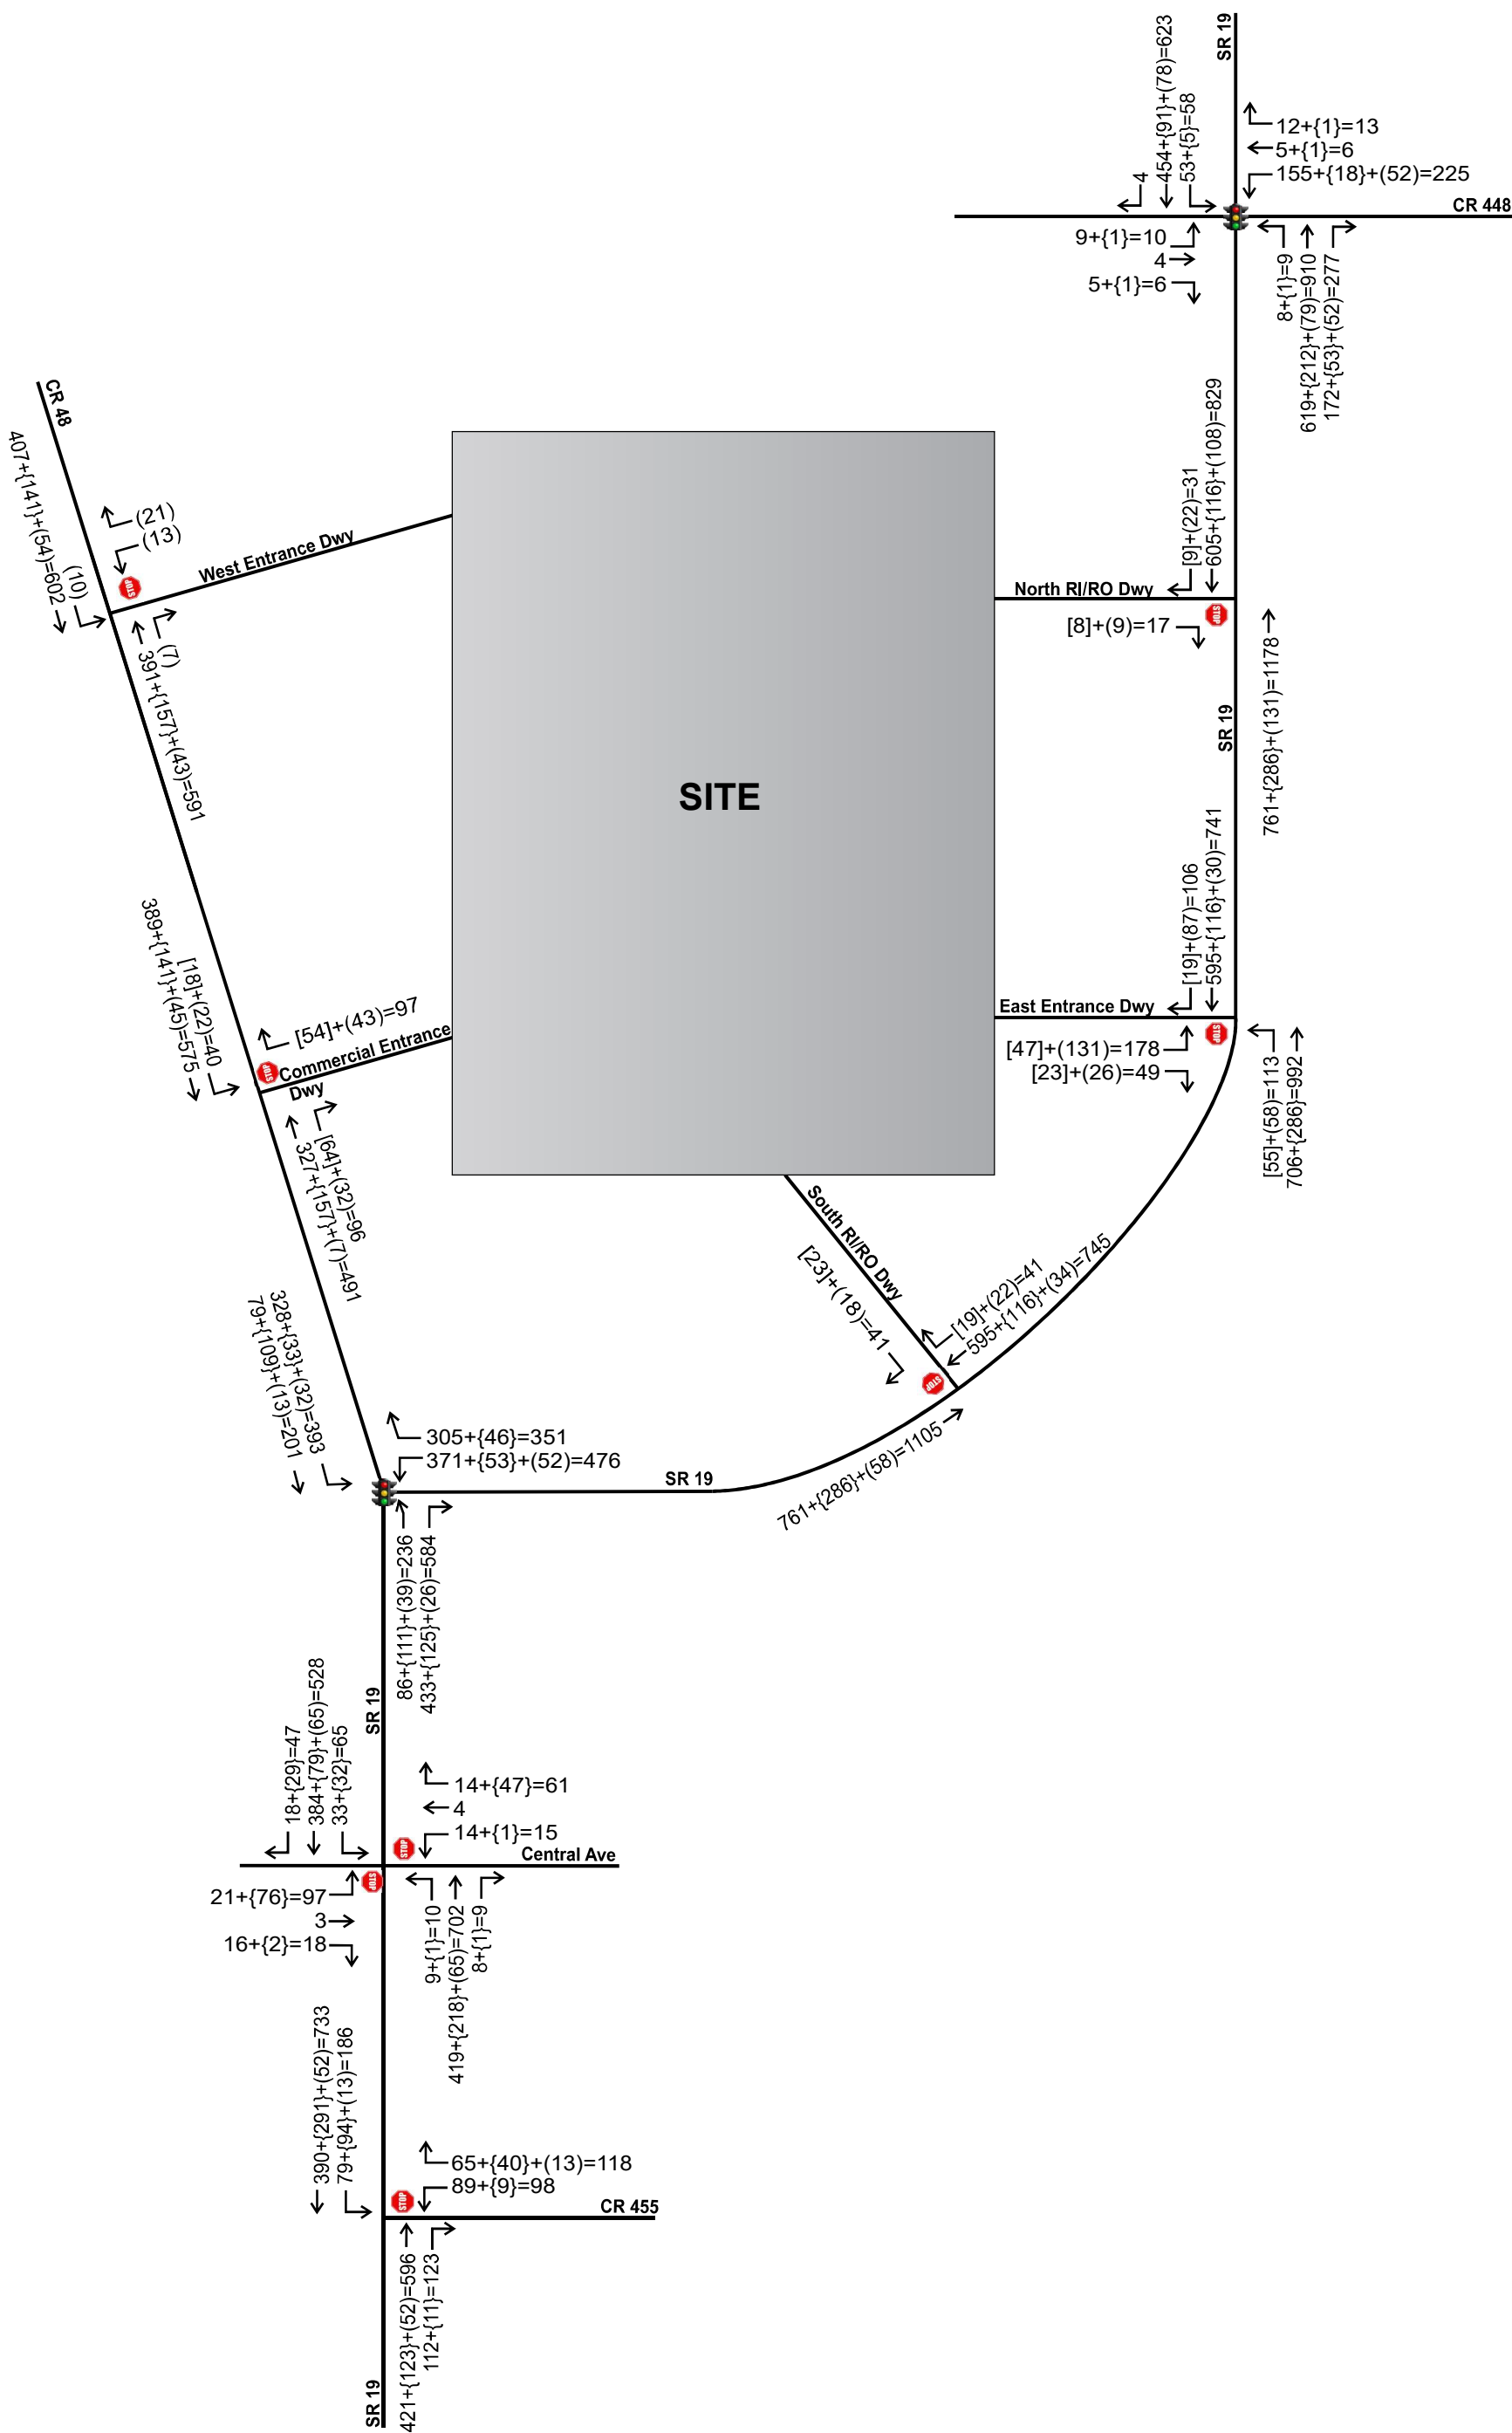 SR 19
4
454+{91}+(78)=623
53+{5}=58
12+{1}=13
5+{1}=6
155+{18}+(52)=225
CR 448
9+{1}=10
4
5+{1}=6
8+{1}=9
619+{212}+(79)=910
172+{53}+(52)=277
CR 48
407+{141}+(54)=602
(10)
(21)
(13)
STOP
West Entrance Dwy
(7)
391+{157}+(43)=591
[9]+(22)=31
605+{116}+(108)=829
North RI/RO Dwy
STOP
[8]+(9)=17
761+{286}+(131)=1178
SR 19
SITE
[19]+(87)=106
595+{116}+(30)=741
East Entrance Dwy
STOP
[47]+(131)=178
[23]+(26)=49
[55]+(58)=113
706+{286}=992
389+{141}+(45)=575
[18]+(22)=40
[54]+(43)=97
STOP
Commercial Entrance
Dwy
[64]+(32)=96
327+{157}+(7)=491
South RI/RO Dwy
[23]+(18)=41
[19]+(22)=41
595+{116}+(34)=745
STOP
761+{286}+(58)=1105
328+{33}+(32)=393
79+{109}+(13)=201
305+{46}=351
371+{53}+(52)=476
SR 19
86+{111}+(39)=236
433+{125}+(26)=584
SR 19
18+{29}=47
384+{79}+(65)=528
33+{32}=65
14+{47}=61
4
14+{1}=15
STOP
Central Ave
STOP
21+{76}=97
3
16+{2}=18
9+{1}=10
419+{218}+(65)=702
8+{1}=9
390+{291}+(52)=733
79+{94}+(13)=186
65+{40}+(13)=118
89+{9}=98
STOP
CR 455
421+{123}+(52)=596
112+{11}=123
SR 19